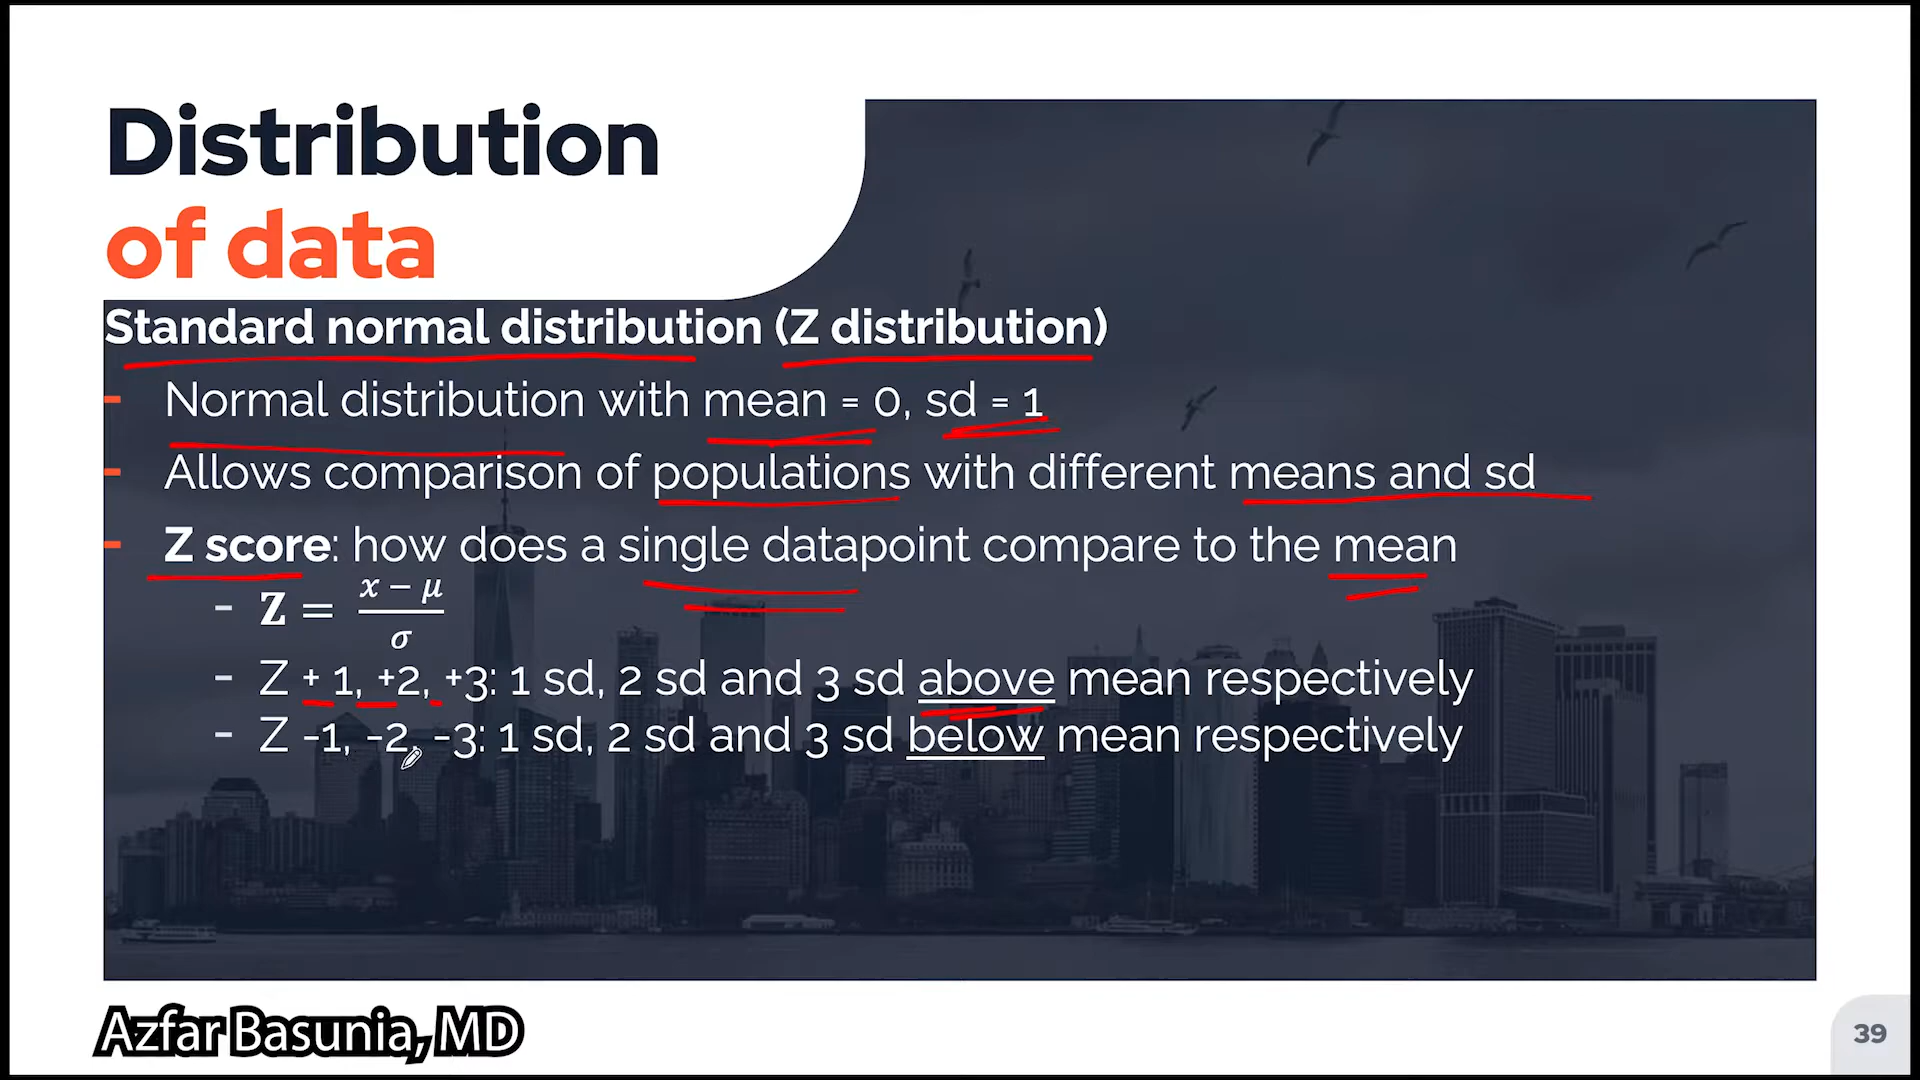 Distribution
of data
Standard normal distribution (Z distribution)
- Normal distribution with mean = 0, sd = 1
- Allows comparison of populations with different means and sd
- Z score: how does a single datapoint compare to the mean
- Z = (x − μ) / σ
- Z + 1, +2, +3: 1 sd, 2 sd and 3 sd above mean respectively
- Z -1, -2, -3: 1 sd, 2 sd and 3 sd below mean respectively
Azfar Basunia, MD
39